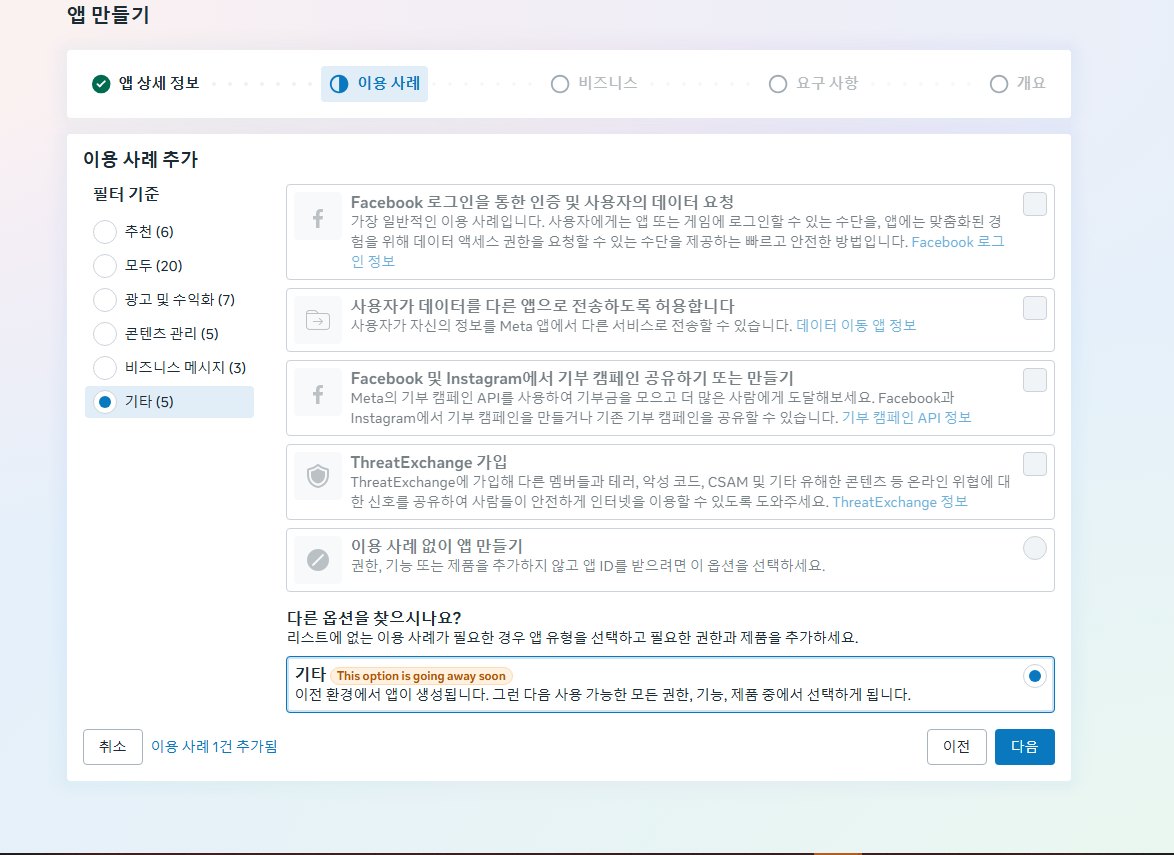 앱 만들기
앱 상세 정보
이용 사례
비즈니스
요구 사항
개요
이용 사례 추가
필터 기준
추천 (6)
모두 (20)
광고 및 수익화 (7)
콘텐츠 관리 (5)
비즈니스 메시지 (3)
기타 (5)
Facebook 로그인을 통한 인증 및 사용자의 데이터 요청
가장 일반적인 이용 사례입니다. 사용자에게는 앱 또는 게임에 로그인할 수 있는 수단을, 앱에는 맞춤화된 경
험을 위해 데이터 액세스 권한을 요청할 수 있는 수단을 제공하는 빠르고 안전한 방법입니다. Facebook 로그
인 정보
사용자가 데이터를 다른 앱으로 전송하도록 허용합니다
사용자가 자신의 정보를 Meta 앱에서 다른 서비스로 전송할 수 있습니다. 데이터 이동 앱 정보
Facebook 및 Instagram에서 기부 캠페인 공유하기 또는 만들기
Meta의 기부 캠페인 API를 사용하여 기부금을 모으고 더 많은 사람에게 도달해보세요. Facebook과
Instagram에서 기부 캠페인을 만들거나 기존 기부 캠페인을 공유할 수 있습니다. 기부 캠페인 API 정보
ThreatExchange 가입
ThreatExchange에 가입해 다른 멤버들과 테러, 악성 코드, CSAM 및 기타 유해한 콘텐츠 등 온라인 위협에 대
한 신호를 공유하여 사람들이 안전하게 인터넷을 이용할 수 있도록 도와주세요. ThreatExchange 정보
이용 사례 없이 앱 만들기
권한, 기능 또는 제품을 추가하지 않고 앱 ID를 받으려면 이 옵션을 선택하세요.
다른 옵션을 찾으시나요?
리스트에 없는 이용 사례가 필요한 경우 앱 유형을 선택하고 필요한 권한과 제품을 추가하세요.
기타 This option is going away soon
이전 환경에서 앱이 생성됩니다. 그런 다음 사용 가능한 모든 권한, 기능, 제품 중에서 선택하게 됩니다.
취소
이용 사례 1건 추가됨
이전
다음